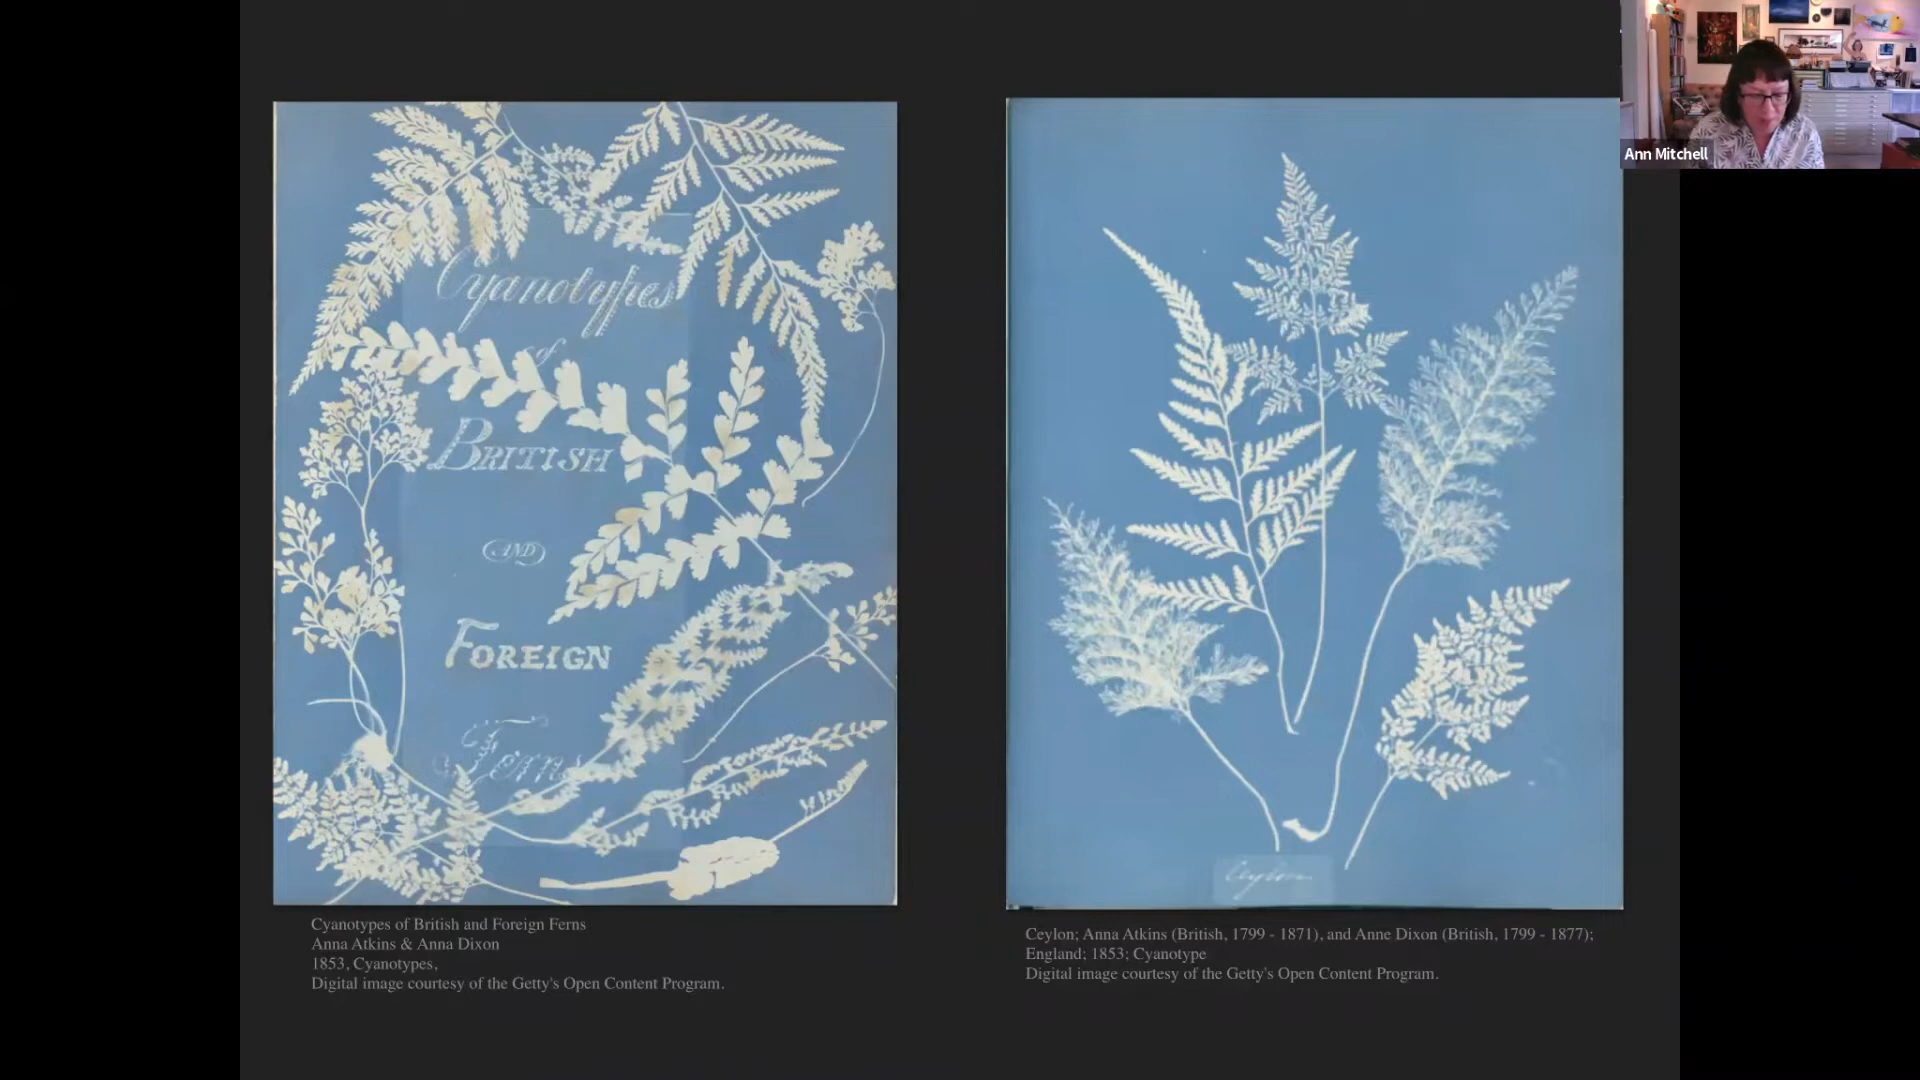 Cyanotypes
of
BRITISH
AND
FOREIGN
Ferns
Cyanotypes of British and Foreign Ferns
Anna Atkins & Anna Dixon
1853, Cyanotypes,
Digital image courtesy of the Getty's Open Content Program.
Ceylon
Ceylon; Anna Atkins (British, 1799 - 1871), and Anne Dixon (British, 1799 - 1877);
England; 1853; Cyanotype
Digital image courtesy of the Getty's Open Content Program.
Ann Mitchell